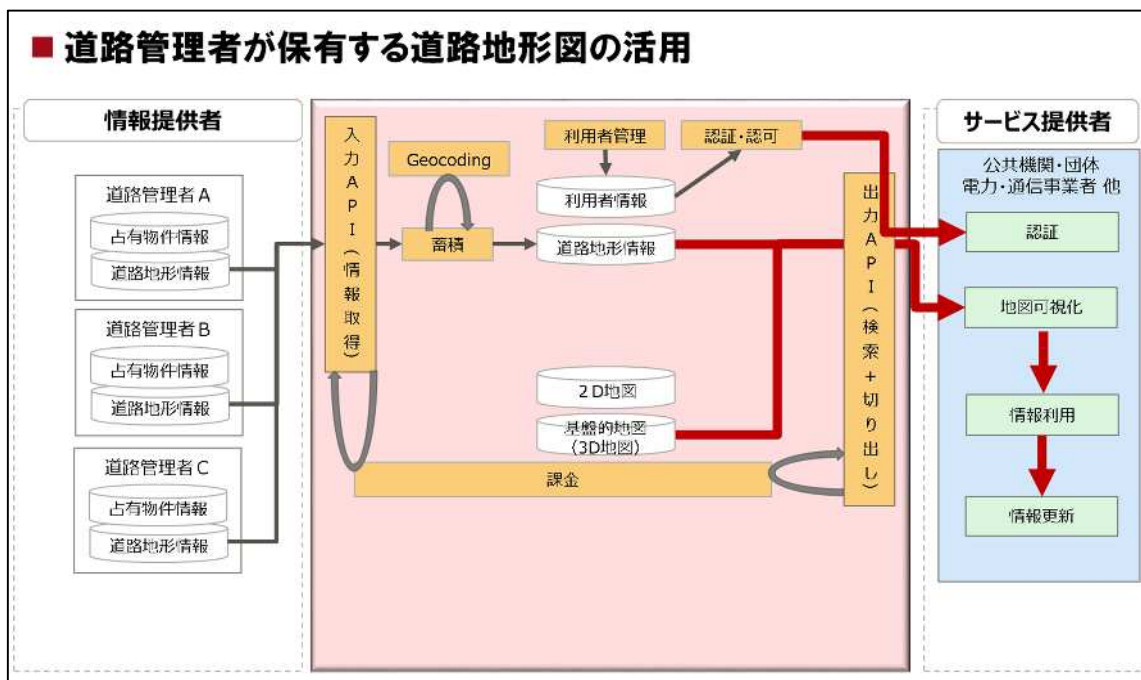 ■ 道路管理者が保有する道路地形図の活用
情報提供者
道路管理者A
占有物件情報
道路地形情報
道路管理者B
占有物件情報
道路地形情報
道路管理者C
占有物件情報
道路地形情報
入力API(情報取得)
Geocoding
蓄積
利用者管理
認証・認可
利用者情報
道路地形情報
2D地図
基盤的地図
(3D地図)
課金
出力API(検索+切り出し)
サービス提供者
公共機関・団体
電力・通信事業者 他
認証
地図可視化
情報利用
情報更新